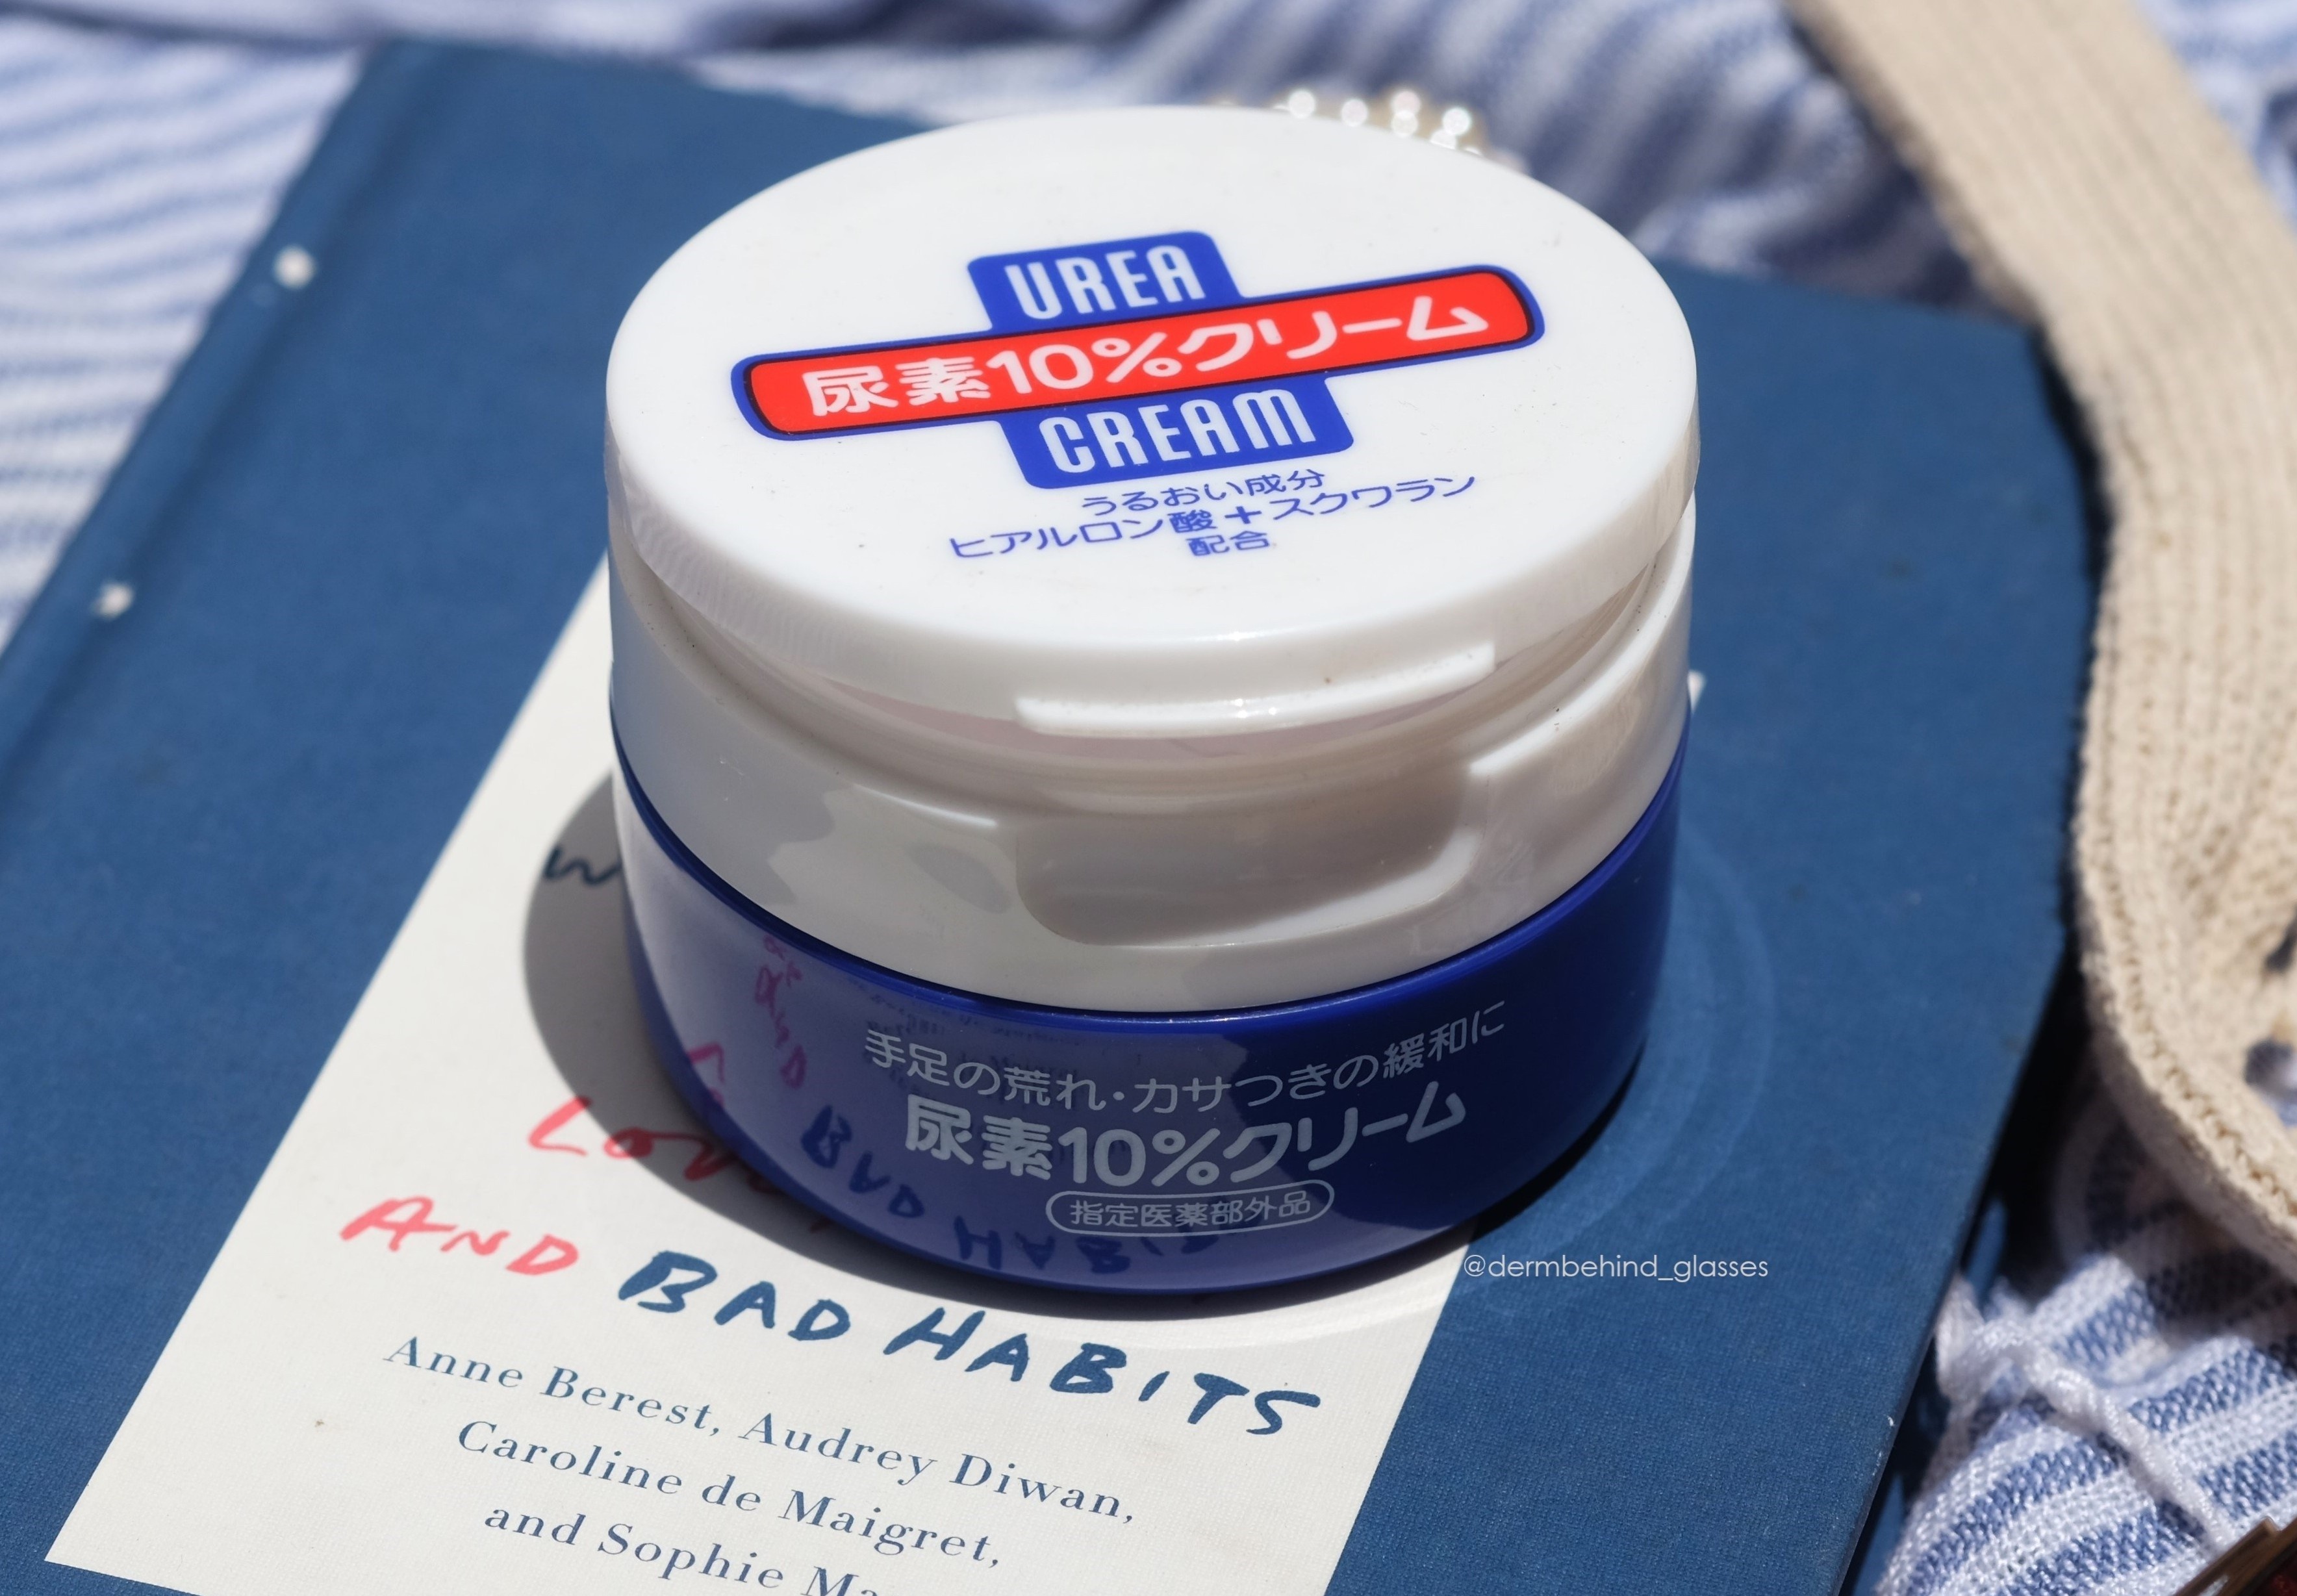 UREA
尿素10%クリーム
CREAM
うるおい成分
ヒアルロン酸+スクワラン
配合
手足の荒れ・カサつきの緩和に
尿素10%クリーム
指定医薬部外品
@dermbehind_glasses
AND BAD HABITS
Anne Berest, Audrey Diwan,
Caroline de Maigret,
and Sophie